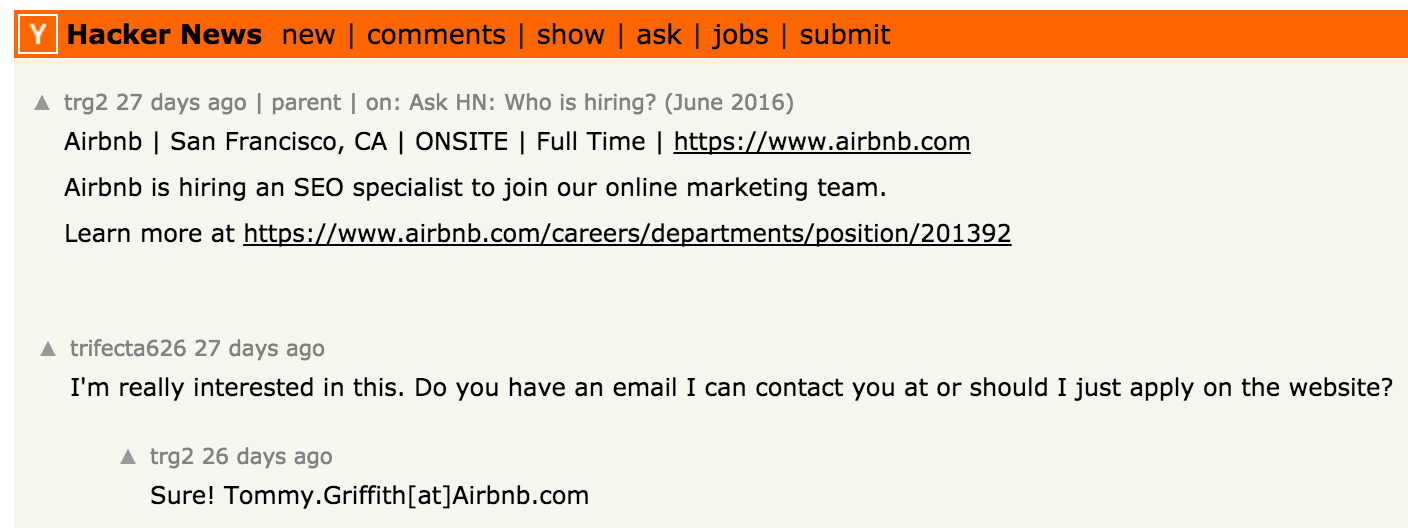 Y Hacker News new | comments | show | ask | jobs | submit
▲ trg2 27 days ago | parent | on: Ask HN: Who is hiring? (June 2016)
Airbnb | San Francisco, CA | ONSITE | Full Time | https://www.airbnb.com
Airbnb is hiring an SEO specialist to join our online marketing team.
Learn more at https://www.airbnb.com/careers/departments/position/201392
▲ trifecta626 27 days ago
I'm really interested in this. Do you have an email I can contact you at or should I just apply on the website?
▲ trg2 26 days ago
Sure! Tommy.Griffith[at]Airbnb.com